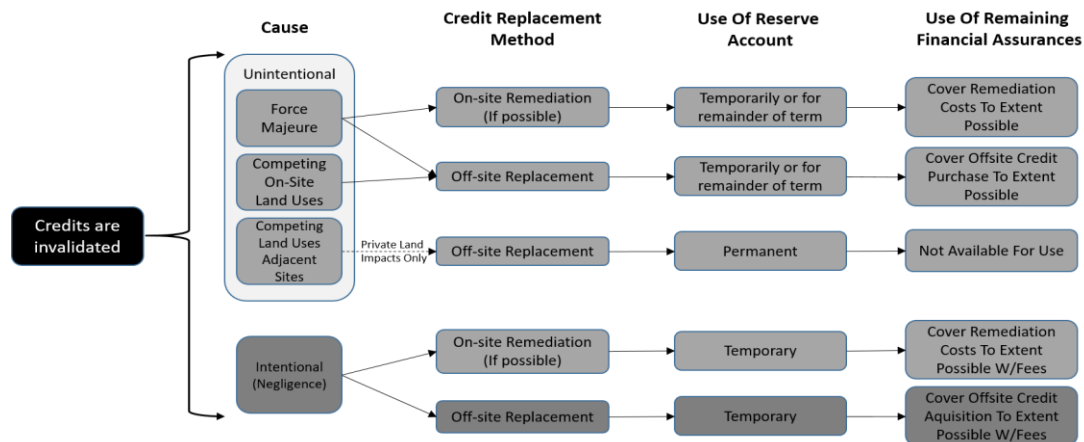 Cause
Credit Replacement
Method
Use Of Reserve
Account
Use Of Remaining
Financial Assurances
Credits are
invalidated
Unintentional
Force
Majeure
On-site Remediation
(If possible)
Temporarily or for
remainder of term
Cover Remediation
Costs To Extent
Possible
Competing
On-Site
Land Uses
Off-site Replacement
Temporarily or for
remainder of term
Cover Offsite Credit
Purchase To Extent
Possible
Competing
Land Uses
Adjacent
Sites
Private Land
Impacts Only
Off-site Replacement
Permanent
Not Available For Use
Intentional
(Negligence)
On-site Remediation
(If possible)
Temporary
Cover Remediation
Costs To Extent
Possible W/Fees
Off-site Replacement
Temporary
Cover Offsite Credit
Aquisition To Extent
Possible W/Fees